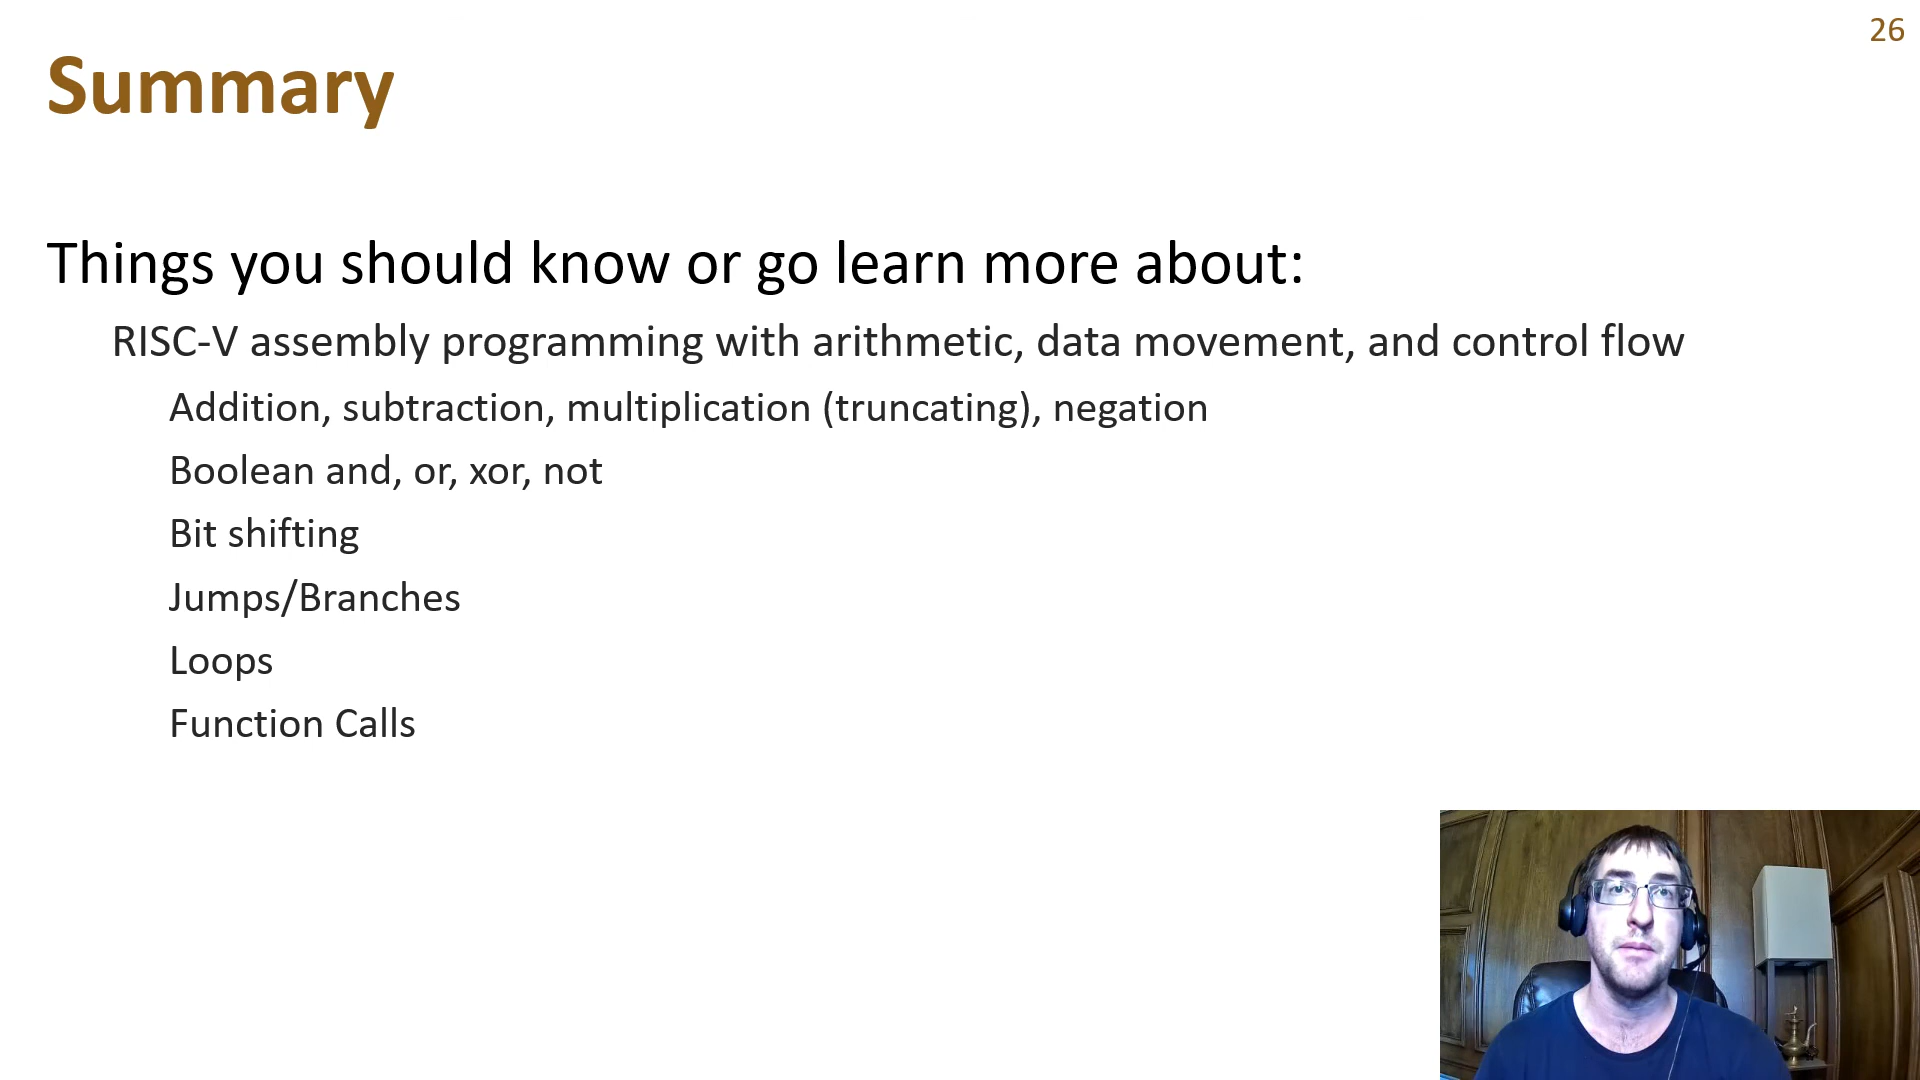 26
Summary
Things you should know or go learn more about:
RISC-V assembly programming with arithmetic, data movement, and control flow
Addition, subtraction, multiplication (truncating), negation
Boolean and, or, xor, not
Bit shifting
Jumps/Branches
Loops
Function Calls